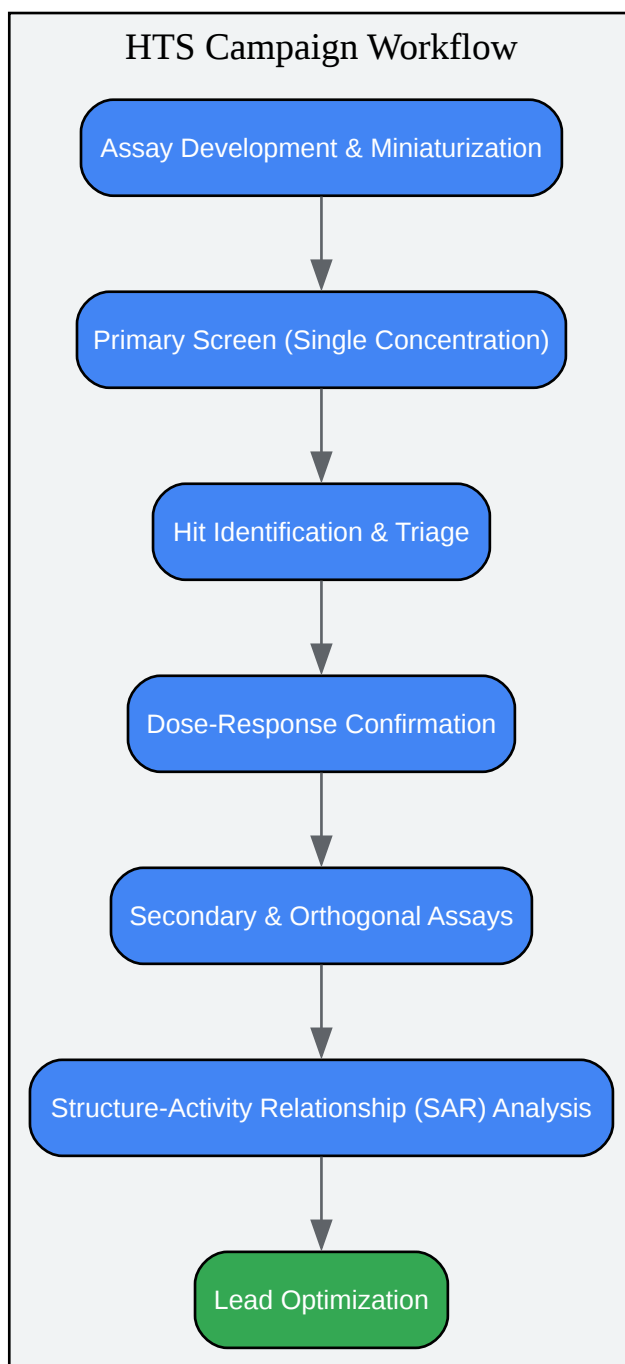 HTS Campaign Workflow
Assay Development & Miniaturization
Primary Screen (Single Concentration)
Hit Identification & Triage
Dose-Response Confirmation
Secondary & Orthogonal Assays
Structure-Activity Relationship (SAR) Analysis
Lead Optimization